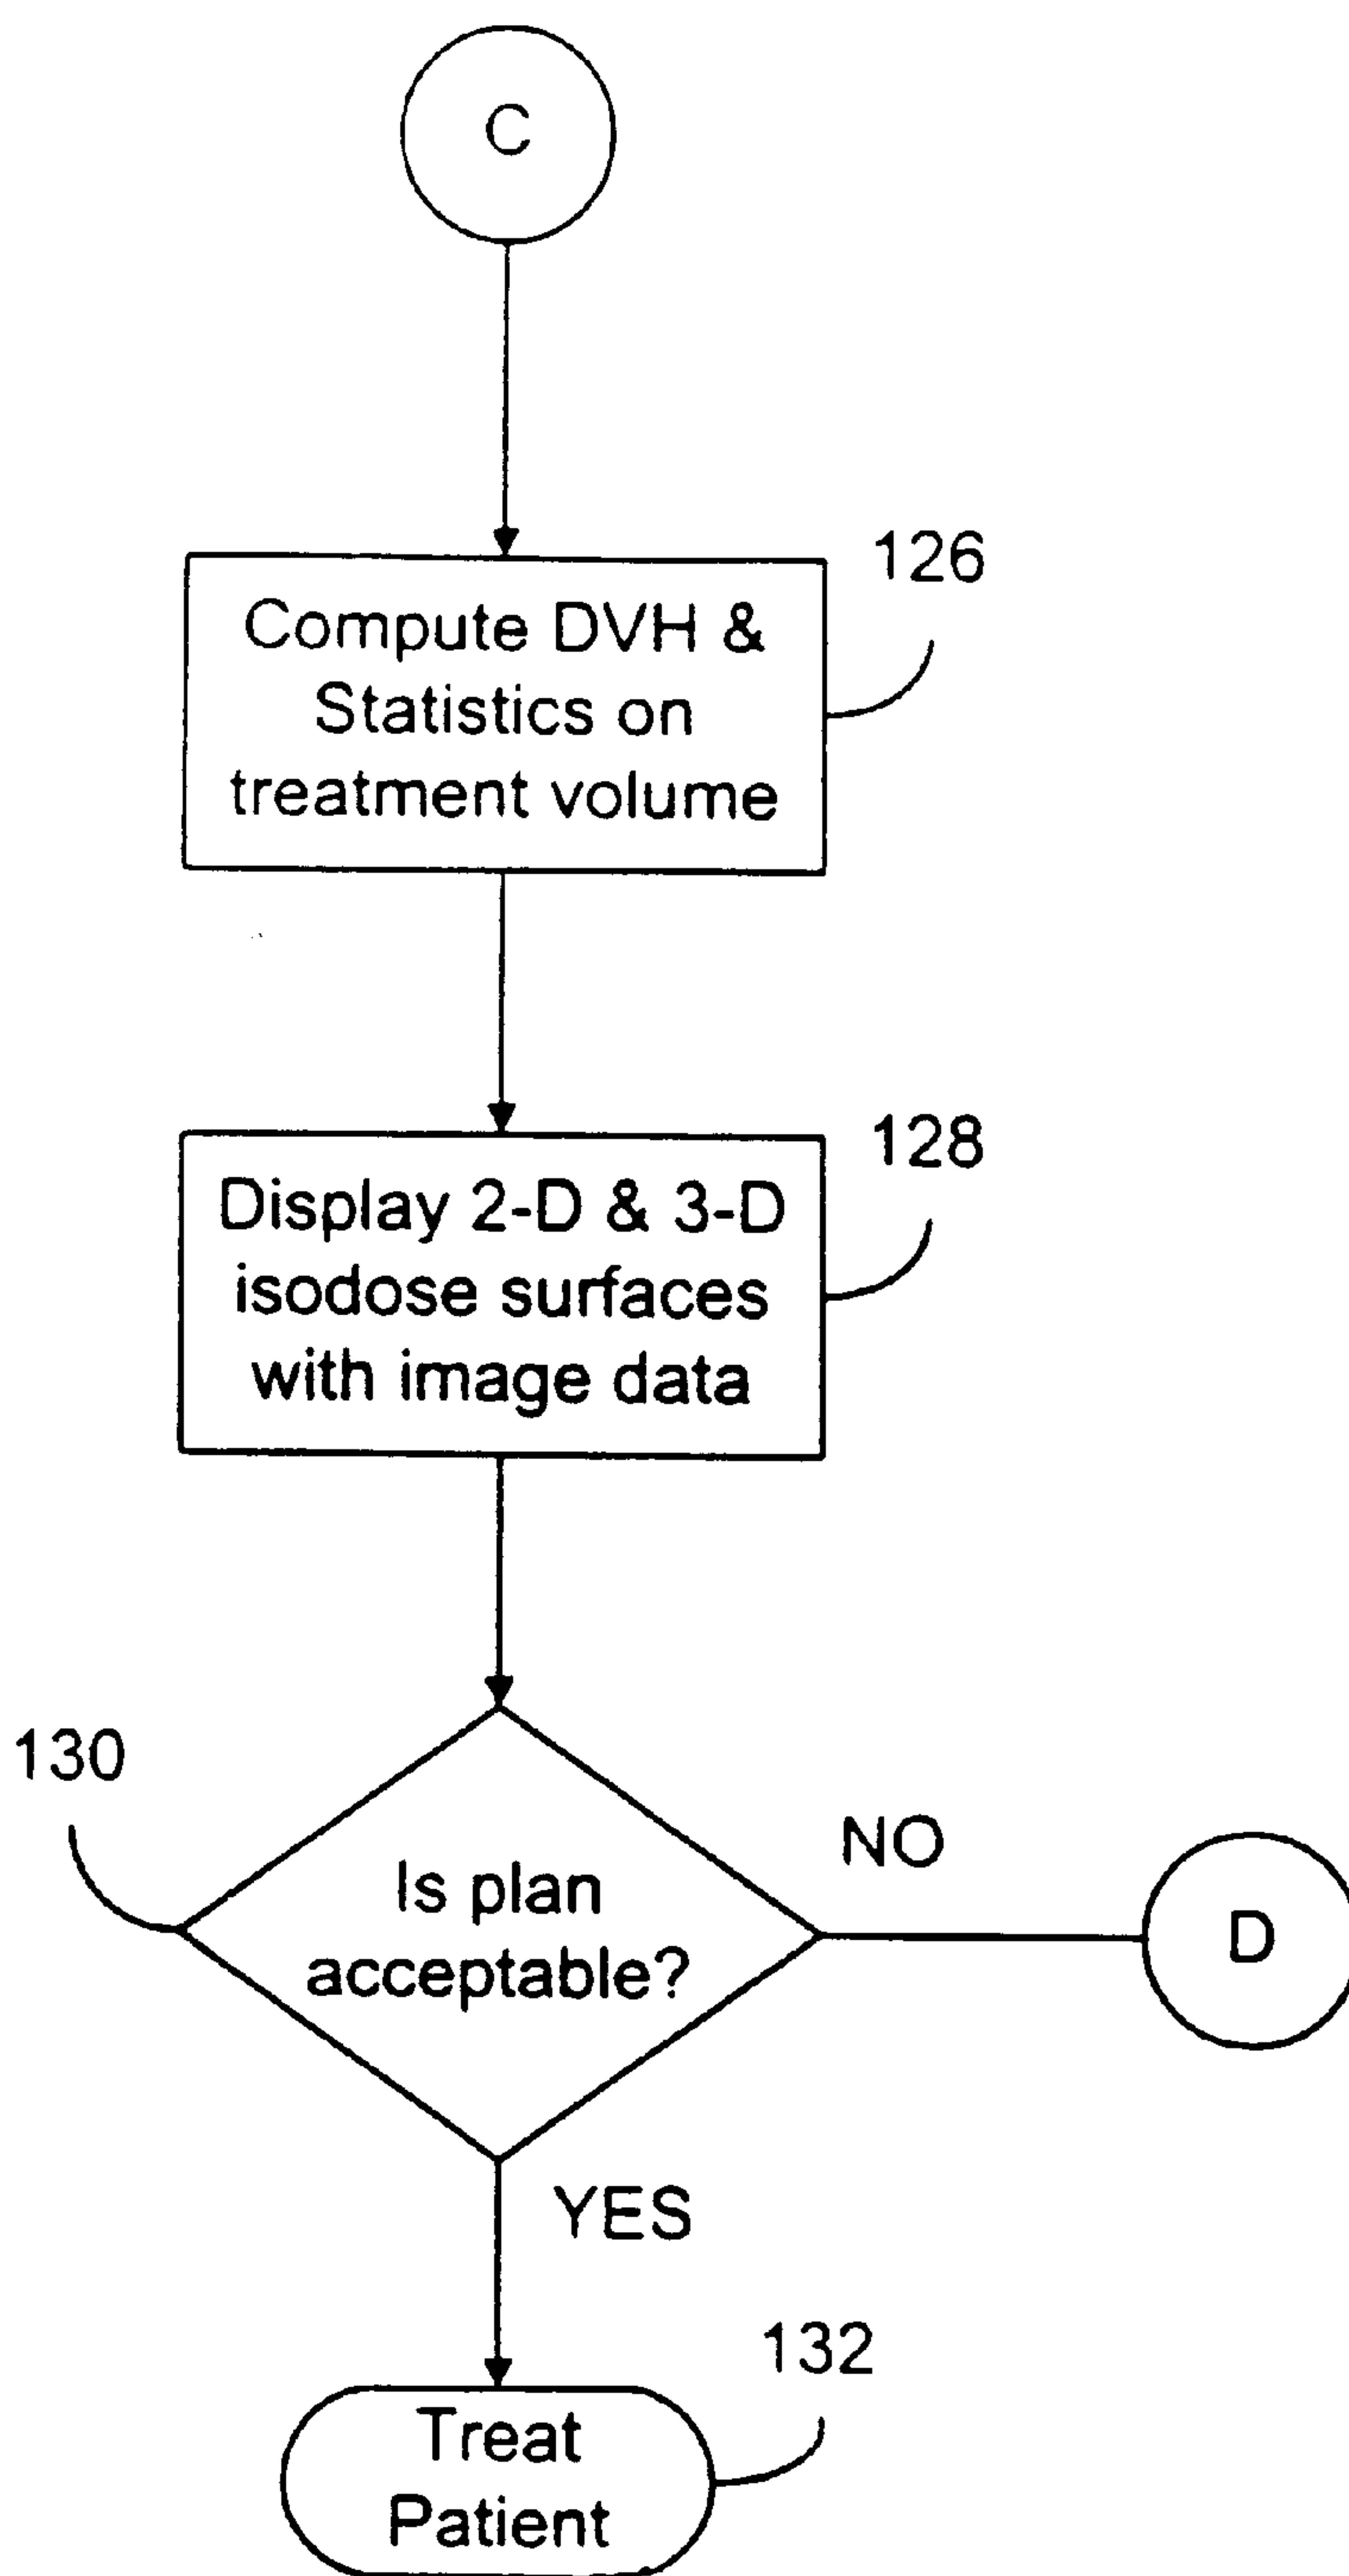 C
126
Compute DVH &
Statistics on
treatment volume
128
Display 2-D & 3-D
isodose surfaces
with image data
130
Is plan
acceptable?
NO
D
YES
132
Treat
Patient